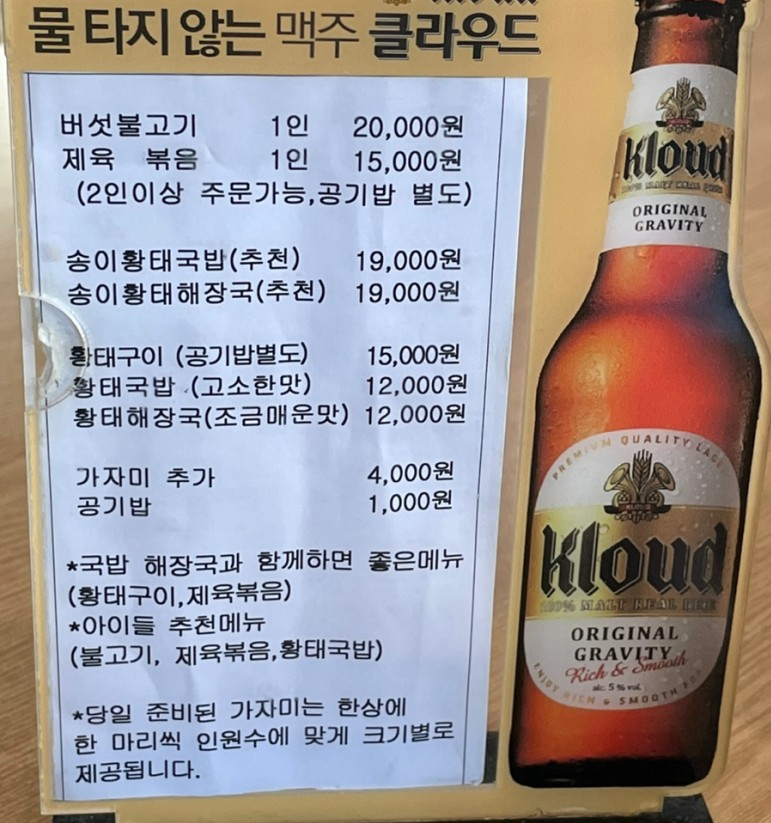 물 타지 않는 맥주 클라우드
버섯불고기 1인 20,000원
제육 볶음 1인 15,000원
(2인이상 주문가능,공기밥 별도)
송이황태국밥(추천) 19,000원
송이황태해장국(추천) 19,000원
황태구이 (공기밥별도) 15,000원
황태국밥 (고소한맛) 12,000원
황태해장국(조금매운맛) 12,000원
가자미 추가 4,000원
공기밥 1,000원
*국밥 해장국과 함께하면 좋은메뉴
(황태구이,제육볶음)
*아이들 추천메뉴
(불고기, 제육볶음,황태국밥)
*당일 준비된 가자미는 한상에
한 마리씩 인원수에 맞게 크기별로
제공됩니다.
Kloud
ORIGINAL
GRAVITY
PREMIUM QUALITY LAGER
Kloud
100% MALT REAL BEER
ORIGINAL
GRAVITY
Rich & Smooth
alc. 5 % vol.
ENJOY RICH & SMOOTH